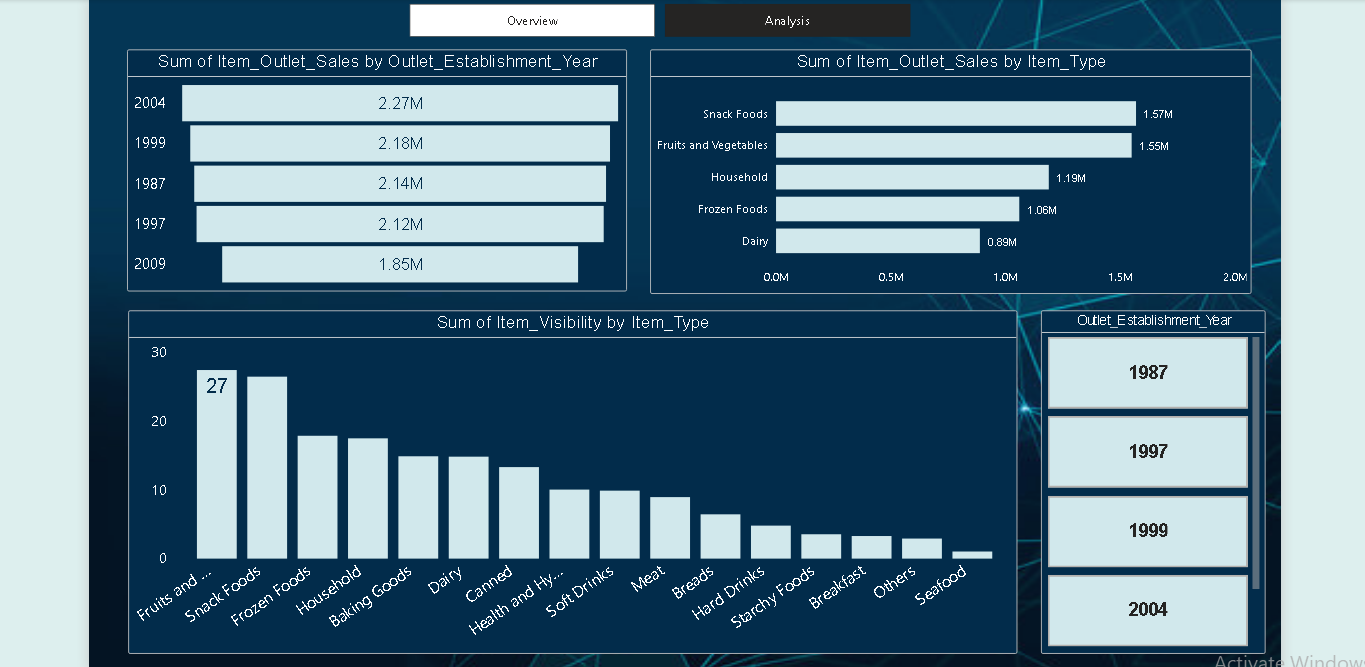 Overview
Analysis
Sum of Item_Outlet_Sales by Outlet_Establishment_Year
2004 2.27M
1999 2.18M
1987 2.14M
1997 2.12M
2009 1.85M
Sum of Item_Outlet_Sales by Item_Type
Snack Foods 1.57M
Fruits and Vegetables 1.55M
Household 1.19M
Frozen Foods 1.06M
Dairy 0.89M
0.0M 0.5M 1.0M 1.5M 2.0M
Sum of Item_Visibility by Item_Type
30
27
20
10
0
Fruits and ...
Snack Foods
Frozen Foods
Household
Baking Goods
Dairy
Canned
Health and Hy...
Soft Drinks
Meat
Breads
Hard Drinks
Starchy Foods
Breakfast
Others
Seafood
Outlet_Establishment_Year
1987
1997
1999
2004
Activate Window